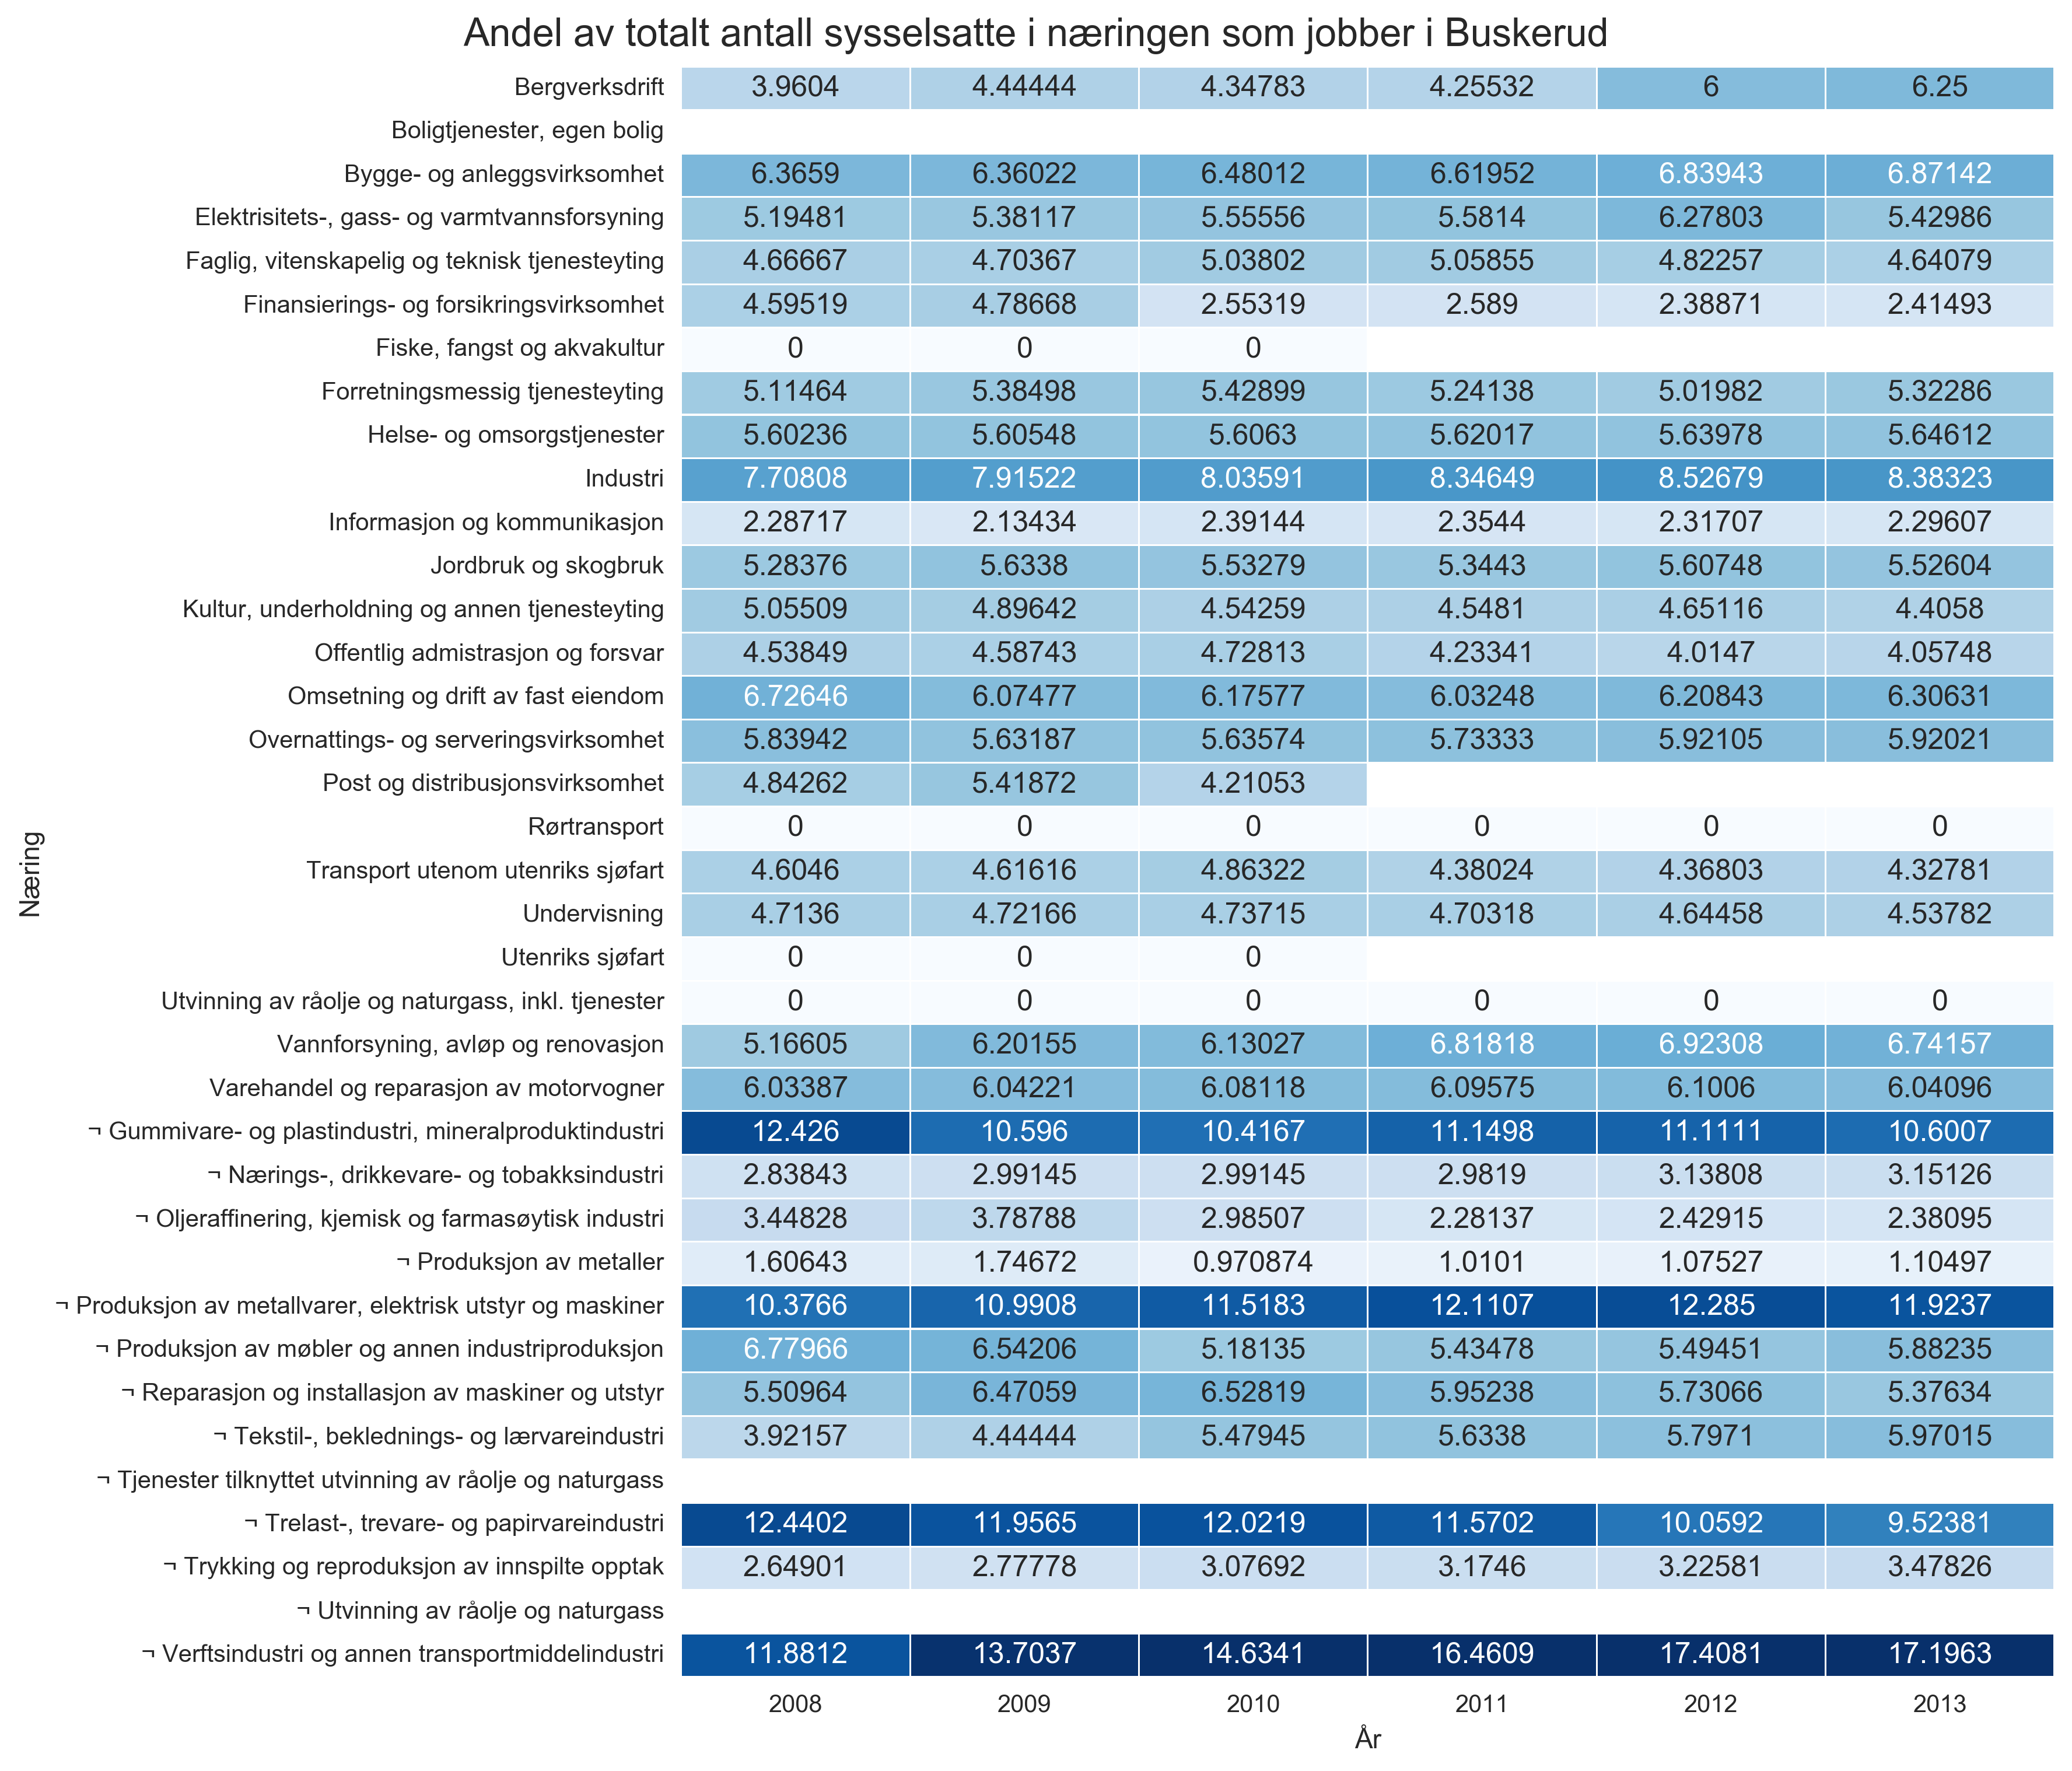 Andel av totalt antall sysselsatte i næringen som jobber i Buskerud
Bergverksdrift 3.9604 4.44444 4.34783 4.25532 6 6.25
Boligtjenester, egen bolig
Bygge- og anleggsvirksomhet 6.3659 6.36022 6.48012 6.61952 6.83943 6.87142
Elektrisitets-, gass- og varmtvannsforsyning 5.19481 5.38117 5.55556 5.5814 6.27803 5.42986
Faglig, vitenskapelig og teknisk tjenesteyting 4.66667 4.70367 5.03802 5.05855 4.82257 4.64079
Finansierings- og forsikringsvirksomhet 4.59519 4.78668 2.55319 2.589 2.38871 2.41493
Fiske, fangst og akvakultur 0 0 0
Forretningsmessig tjenesteyting 5.11464 5.38498 5.42899 5.24138 5.01982 5.32286
Helse- og omsorgstjenester 5.60236 5.60548 5.6063 5.62017 5.63978 5.64612
Industri 7.70808 7.91522 8.03591 8.34649 8.52679 8.38323
Informasjon og kommunikasjon 2.28717 2.13434 2.39144 2.3544 2.31707 2.29607
Jordbruk og skogbruk 5.28376 5.6338 5.53279 5.3443 5.60748 5.52604
Kultur, underholdning og annen tjenesteyting 5.05509 4.89642 4.54259 4.5481 4.65116 4.4058
Offentlig admistrasjon og forsvar 4.53849 4.58743 4.72813 4.23341 4.0147 4.05748
Omsetning og drift av fast eiendom 6.72646 6.07477 6.17577 6.03248 6.20843 6.30631
Overnattings- og serveringsvirksomhet 5.83942 5.63187 5.63574 5.73333 5.92105 5.92021
Post og distribusjonsvirksomhet 4.84262 5.41872 4.21053
Rørtransport 0 0 0 0 0 0
Transport utenom utenriks sjøfart 4.6046 4.61616 4.86322 4.38024 4.36803 4.32781
Undervisning 4.7136 4.72166 4.73715 4.70318 4.64458 4.53782
Utenriks sjøfart 0 0 0
Utvinning av råolje og naturgass, inkl. tjenester 0 0 0 0 0 0
Vannforsyning, avløp og renovasjon 5.16605 6.20155 6.13027 6.81818 6.92308 6.74157
Varehandel og reparasjon av motorvogner 6.03387 6.04221 6.08118 6.09575 6.1006 6.04096
¬ Gummivare- og plastindustri, mineralproduktindustri 12.426 10.596 10.4167 11.1498 11.1111 10.6007
¬ Nærings-, drikkevare- og tobakksindustri 2.83843 2.99145 2.99145 2.9819 3.13808 3.15126
¬ Oljeraffinering, kjemisk og farmasøytisk industri 3.44828 3.78788 2.98507 2.28137 2.42915 2.38095
¬ Produksjon av metaller 1.60643 1.74672 0.970874 1.0101 1.07527 1.10497
¬ Produksjon av metallvarer, elektrisk utstyr og maskiner 10.3766 10.9908 11.5183 12.1107 12.285 11.9237
¬ Produksjon av møbler og annen industriproduksjon 6.77966 6.54206 5.18135 5.43478 5.49451 5.88235
¬ Reparasjon og installasjon av maskiner og utstyr 5.50964 6.47059 6.52819 5.95238 5.73066 5.37634
¬ Tekstil-, beklednings- og lærvareindustri 3.92157 4.44444 5.47945 5.6338 5.7971 5.97015
¬ Tjenester tilknyttet utvinning av råolje og naturgass
¬ Trelast-, trevare- og papirvareindustri 12.4402 11.9565 12.0219 11.5702 10.0592 9.52381
¬ Trykking og reproduksjon av innspilte opptak 2.64901 2.77778 3.07692 3.1746 3.22581 3.47826
¬ Utvinning av råolje og naturgass
¬ Verftsindustri og annen transportmiddelindustri 11.8812 13.7037 14.6341 16.4609 17.4081 17.1963
2008 2009 2010 2011 2012 2013
År
Næring